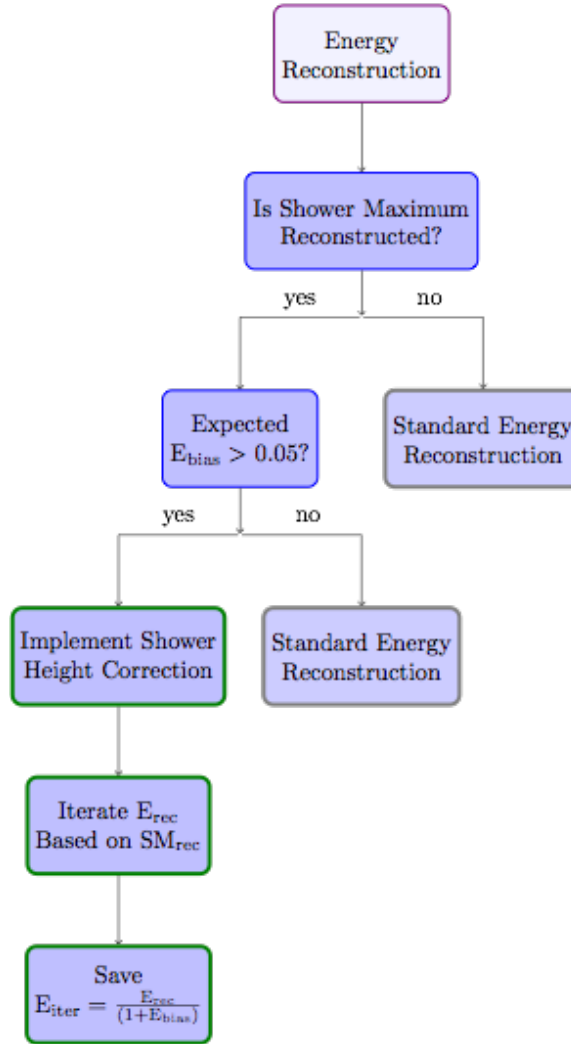 Energy
Reconstruction
Is Shower Maximum
Reconstructed?
yes
no
Expected
E_bias > 0.05?
Standard Energy
Reconstruction
yes
no
Implement Shower
Height Correction
Standard Energy
Reconstruction
Iterate E_rec
Based on SM_rec
Save
E_iter = E_rec/(1+E_bias)